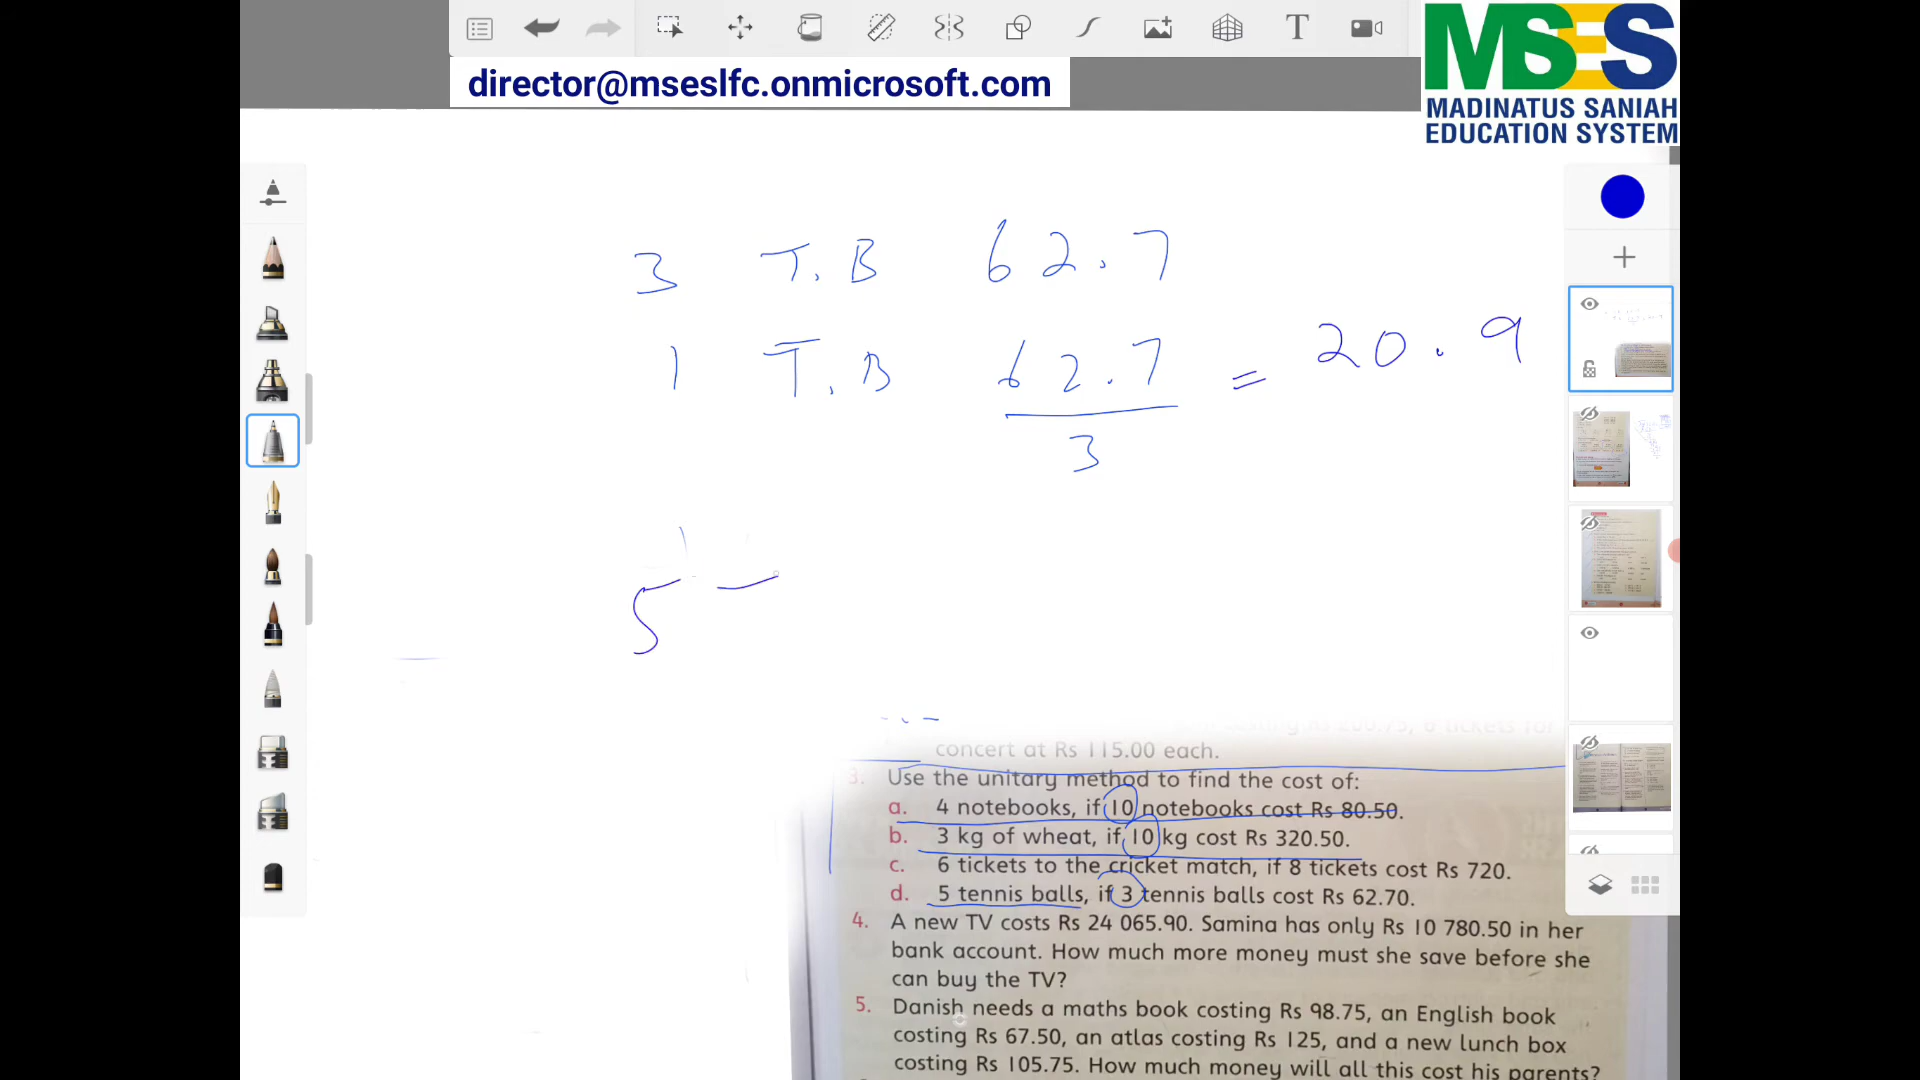 T
MSES
director@mseslfc.onmicrosoft.com
MADINATUS SANIAH
EDUCATION SYSTEM
3 T.B 62.7
1 T.B 62.7 = 20.9
3
5
concert at Rs 115.00 each.
3. Use the unitary method to find the cost of:
a. 4 notebooks, if 10 notebooks cost Rs 80.50.
b. 3 kg of wheat, if 10 kg cost Rs 320.50.
c. 6 tickets to the cricket match, if 8 tickets cost Rs 720.
d. 5 tennis balls, if 3 tennis balls cost Rs 62.70.
4. A new TV costs Rs 24 065.90. Samina has only Rs 10 780.50 in her
bank account. How much more money must she save before she
can buy the TV?
5. Danish needs a maths book costing Rs 98.75, an English book
costing Rs 67.50, an atlas costing Rs 125, and a new lunch box
costing Rs 105.75. How much money will all this cost his parents?